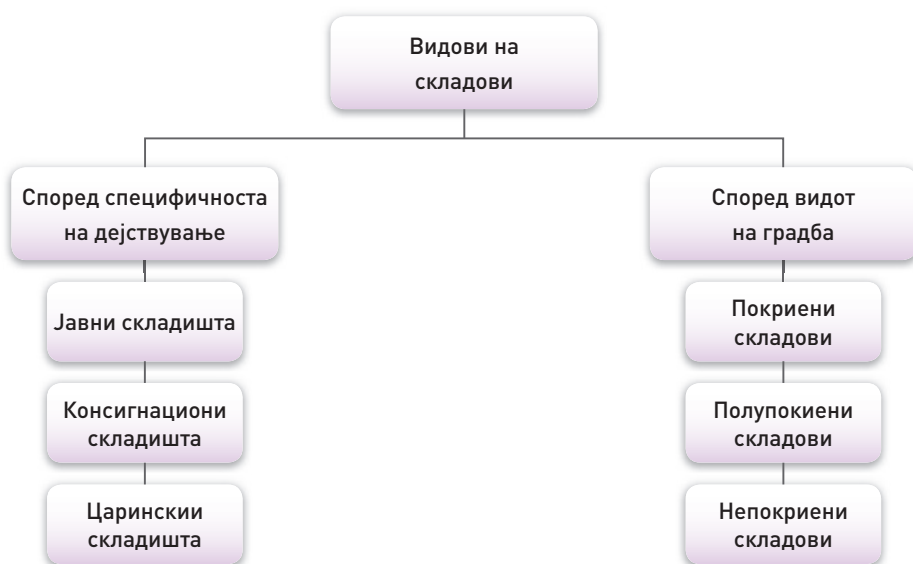 Видови на
складови
Според специфичноста
на дејствување
Според видот
на градба
Јавни складишта
Консигнациони
складишта
Царинскии
складишта
Покриени
складови
Полупокиени
складови
Непокриени
складови